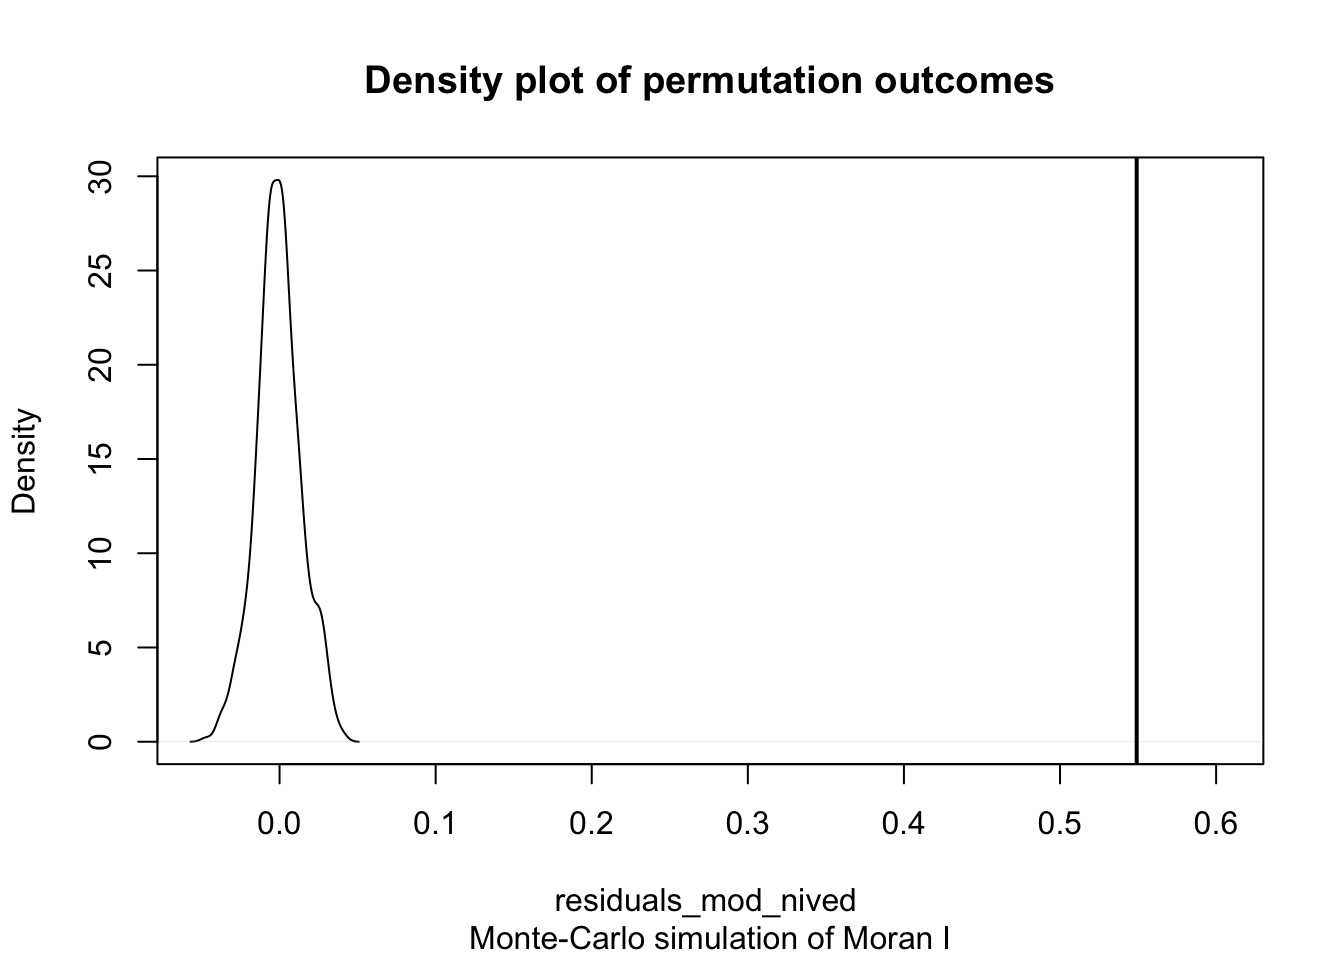 Density plot of permutation outcomes
Density
30
25
20
15
10
5
0
0.0 0.1 0.2 0.3 0.4 0.5 0.6
residuals_mod_nived
Monte-Carlo simulation of Moran I